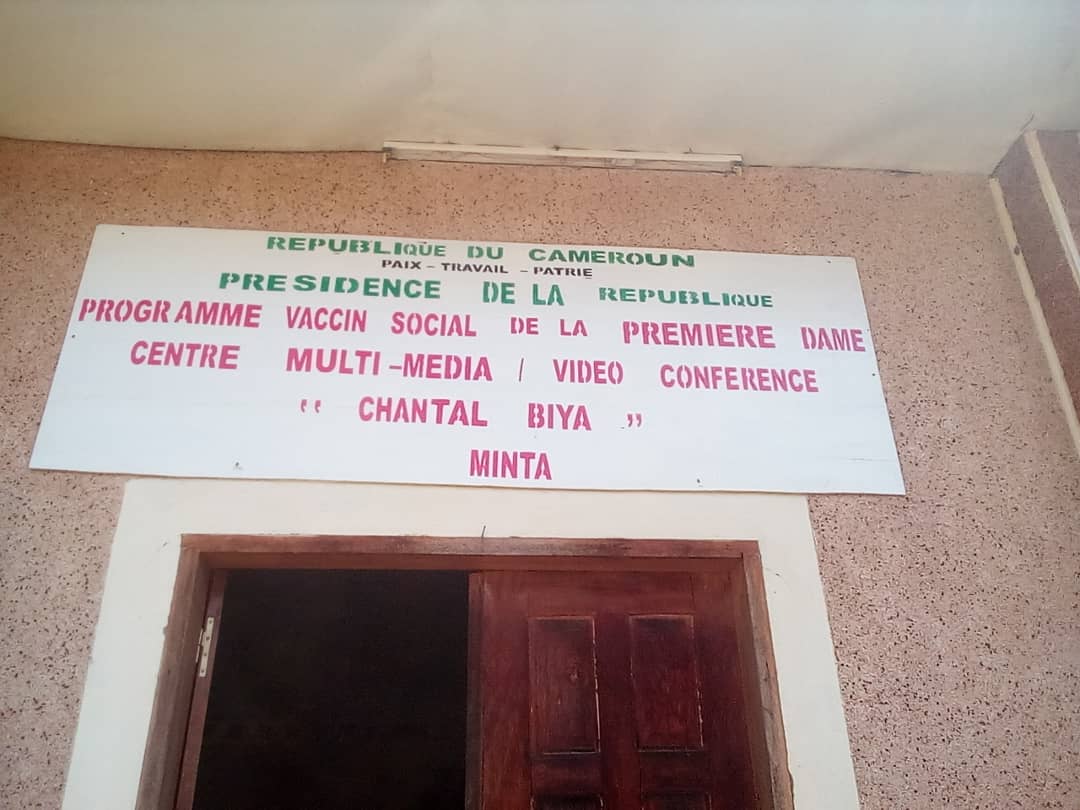 REPUBLIQUE DU CAMEROUN
PAIX - TRAVAIL - PATRIE
PRESIDENCE DE LA REPUBLIQUE
PROGRAMME VACCIN SOCIAL DE LA PREMIERE DAME
CENTRE MULTI-MEDIA / VIDEO CONFERENCE
" CHANTAL BIYA "
MINTA